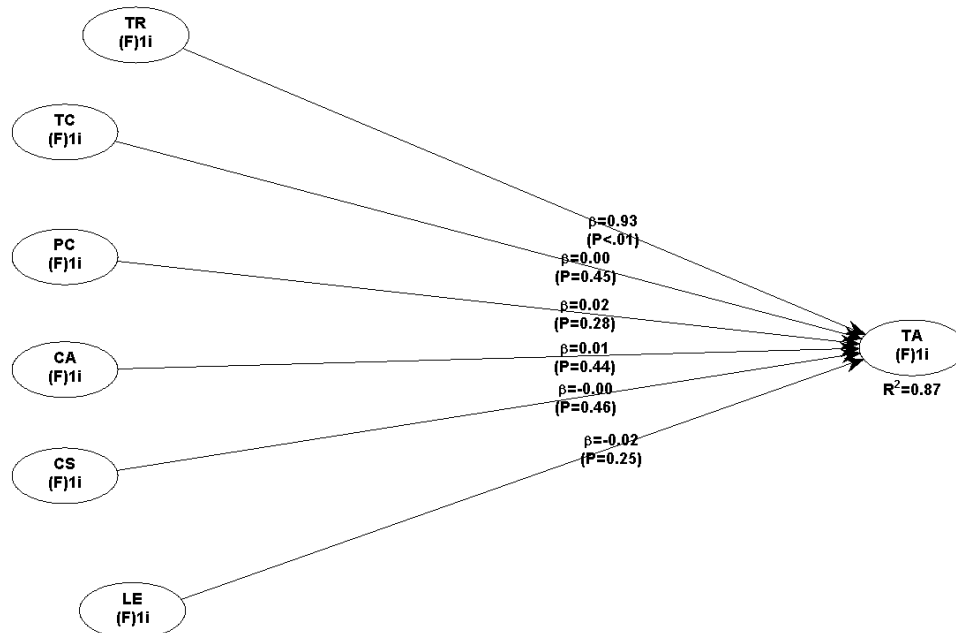 TR
(F)1i
TC
(F)1i
PC
(F)1i
CA
(F)1i
CS
(F)1i
LE
(F)1i
β=0.93
(P<.01)
β=0.00
(P=0.45)
β=0.02
(P=0.28)
β=0.01
(P=0.44)
β=-0.00
(P=0.46)
β=-0.02
(P=0.25)
TA
(F)1i
R²=0.87